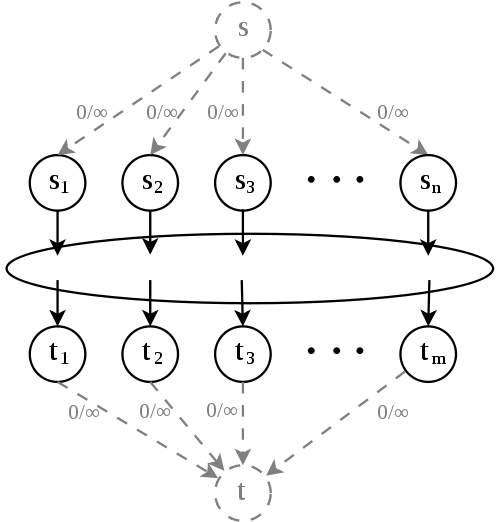 s
0/∞ 0/∞ 0/∞ 0/∞
s₁ s₂ s₃ . . . sₙ
t₁ t₂ t₃ . . . tₘ
0/∞ 0/∞ 0/∞ 0/∞
t